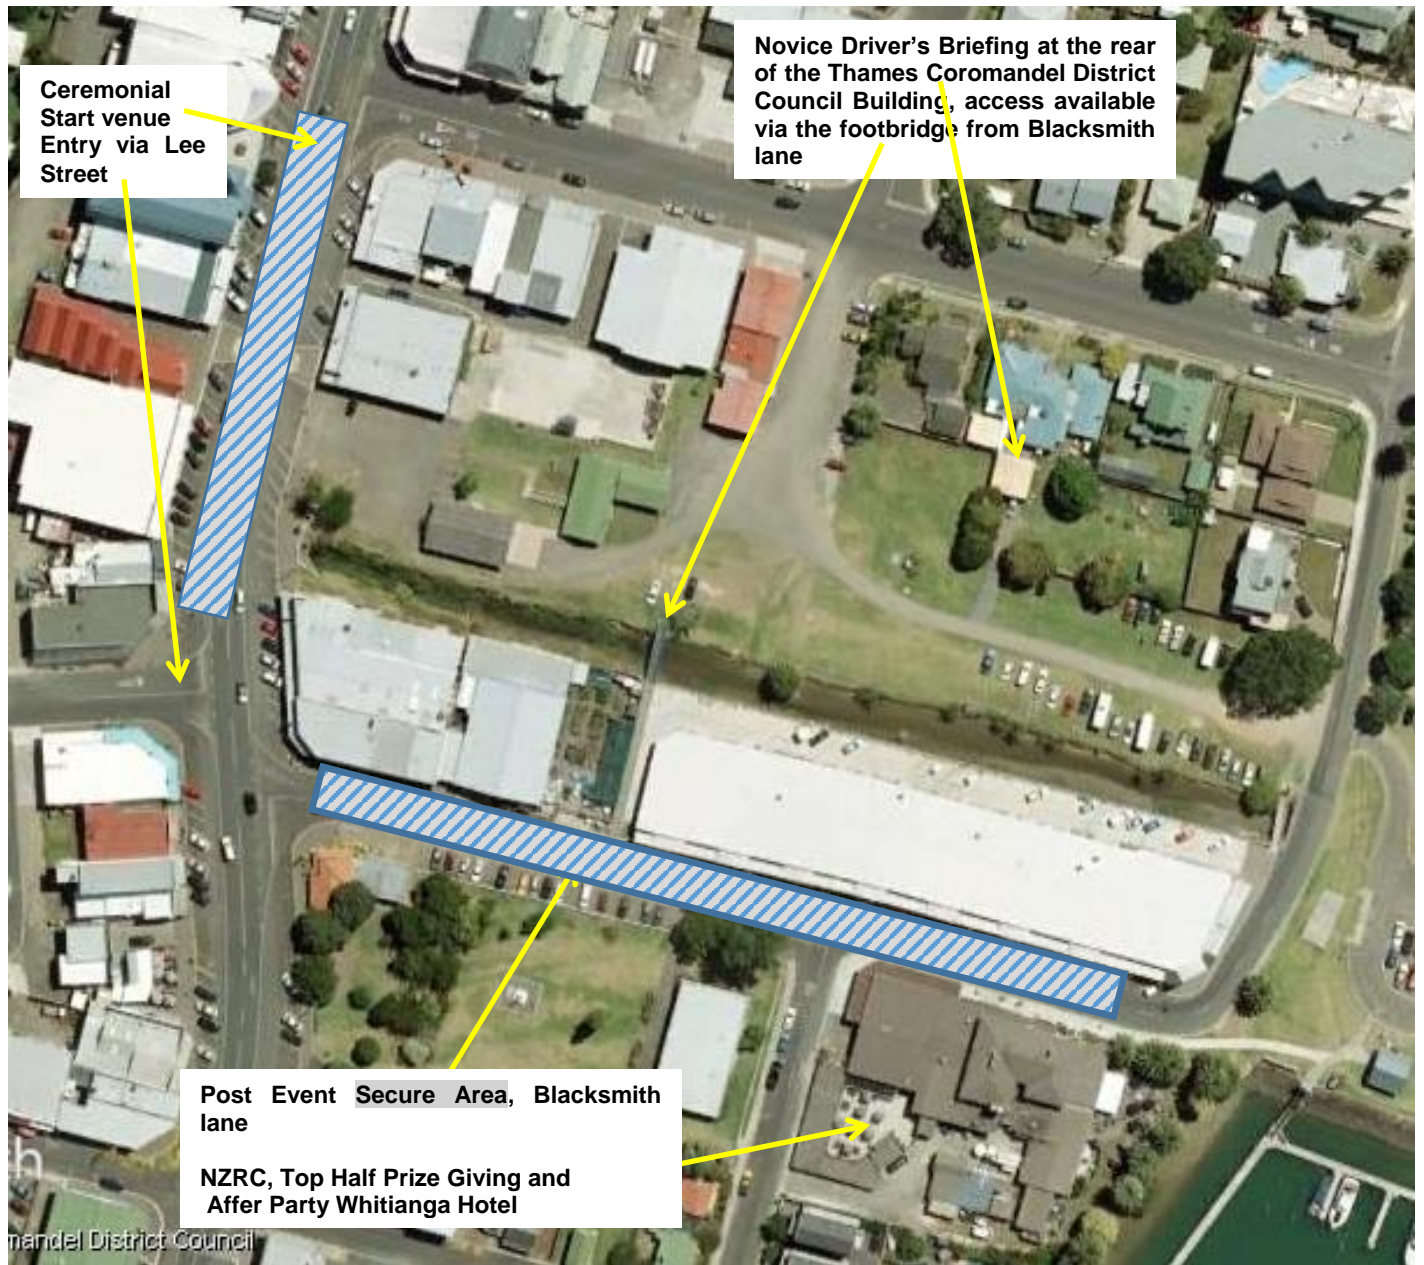 Ceremonial
Start venue
Entry via Lee
Street
Novice Driver's Briefing at the rear
of the Thames Coromandel District
Council Building, access available
via the footbridge from Blacksmith
lane
Post Event Secure Area, Blacksmith
lane
NZRC, Top Half Prize Giving and
Affer Party Whitianga Hotel
h
mandel District Council